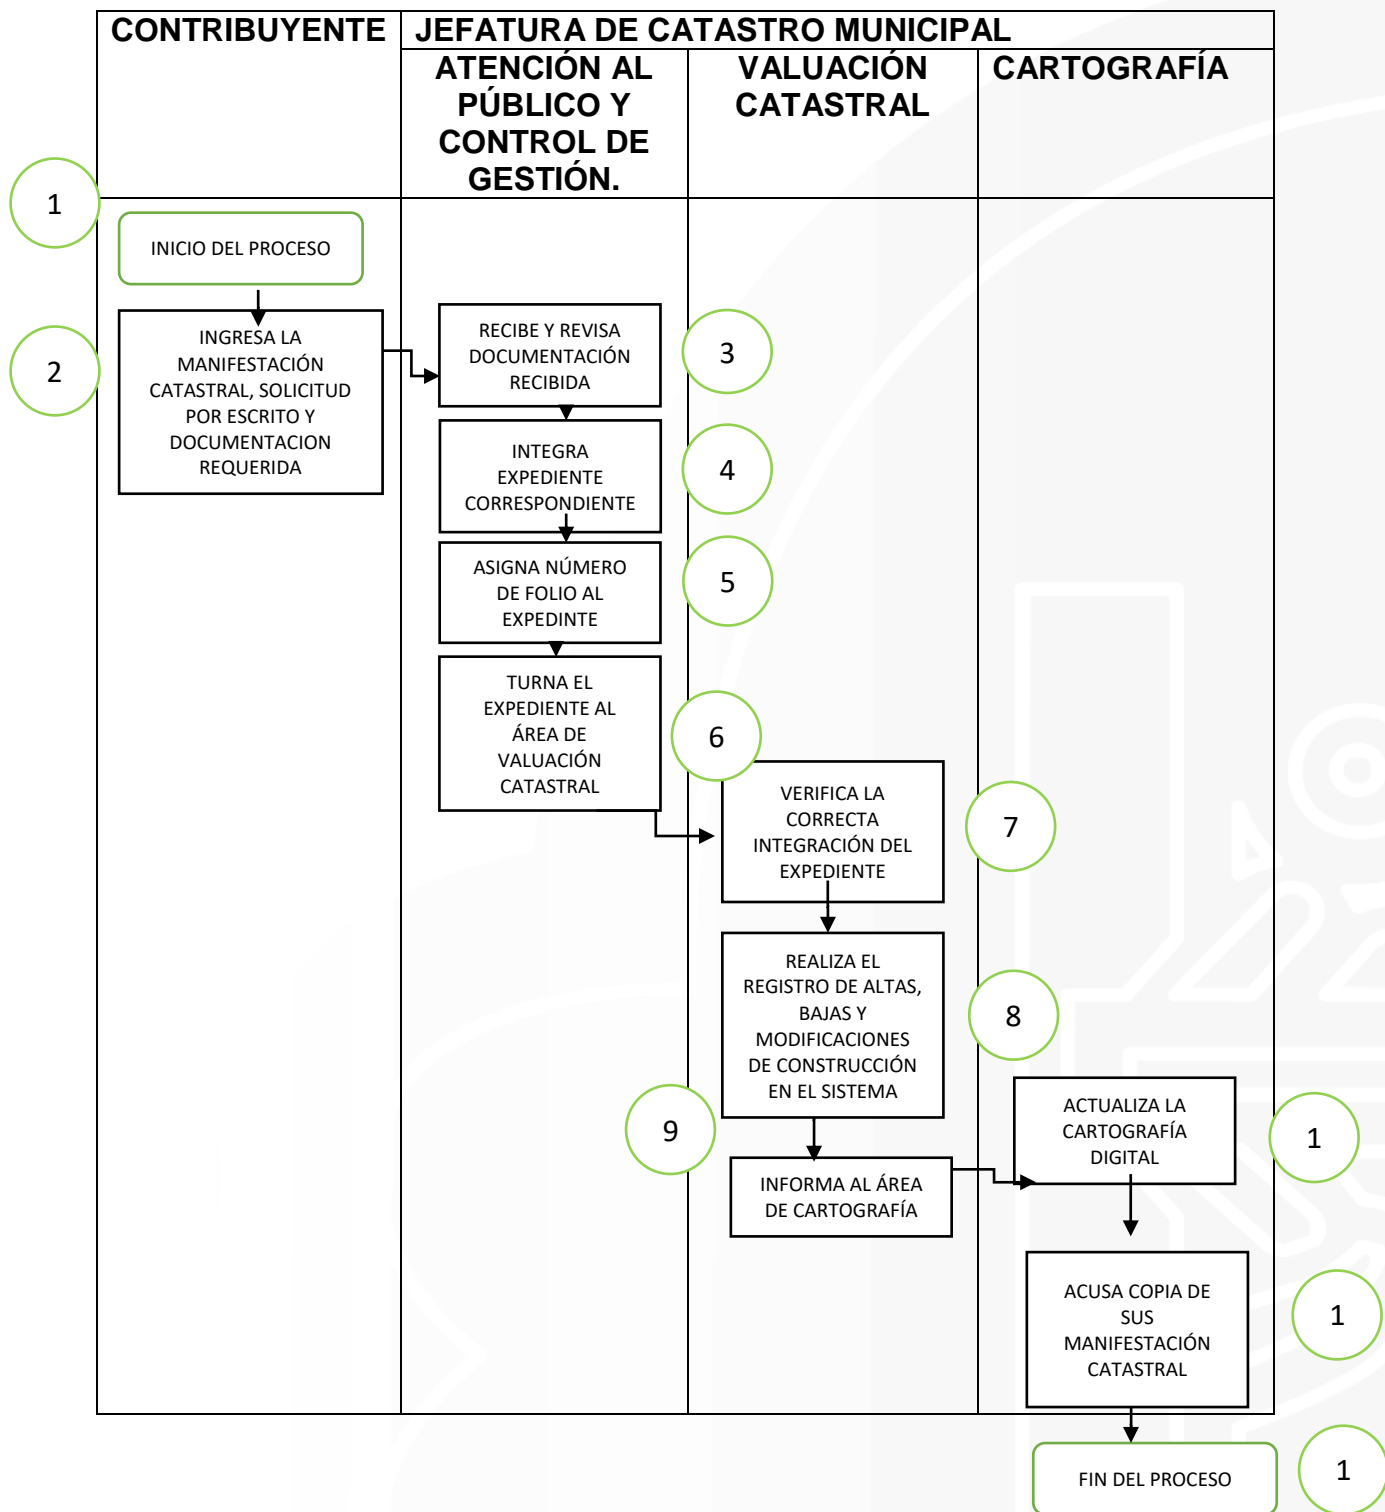 CONTRIBUYENTE
JEFATURA DE CATASTRO MUNICIPAL
ATENCIÓN AL
PÚBLICO Y
CONTROL DE
GESTIÓN.
VALUACIÓN
CATASTRAL
CARTOGRAFÍA
1
INICIO DEL PROCESO
2
INGRESA LA
MANIFESTACIÓN
CATASTRAL, SOLICITUD
POR ESCRITO Y
DOCUMENTACION
REQUERIDA
RECIBE Y REVISA
DOCUMENTACIÓN
RECIBIDA
3
INTEGRA
EXPEDIENTE
CORRESPONDIENTE
4
ASIGNA NÚMERO
DE FOLIO AL
EXPEDINTE
5
TURNA EL
EXPEDIENTE AL
ÁREA DE
VALUACIÓN
CATASTRAL
6
VERIFICA LA
CORRECTA
INTEGRACIÓN DEL
EXPEDIENTE
7
REALIZA EL
REGISTRO DE ALTAS,
BAJAS Y
MODIFICACIONES
DE CONSTRUCCIÓN
EN EL SISTEMA
8
9
INFORMA AL ÁREA
DE CARTOGRAFÍA
ACTUALIZA LA
CARTOGRAFÍA
DIGITAL
1
ACUSA COPIA DE
SUS
MANIFESTACIÓN
CATASTRAL
1
FIN DEL PROCESO
1